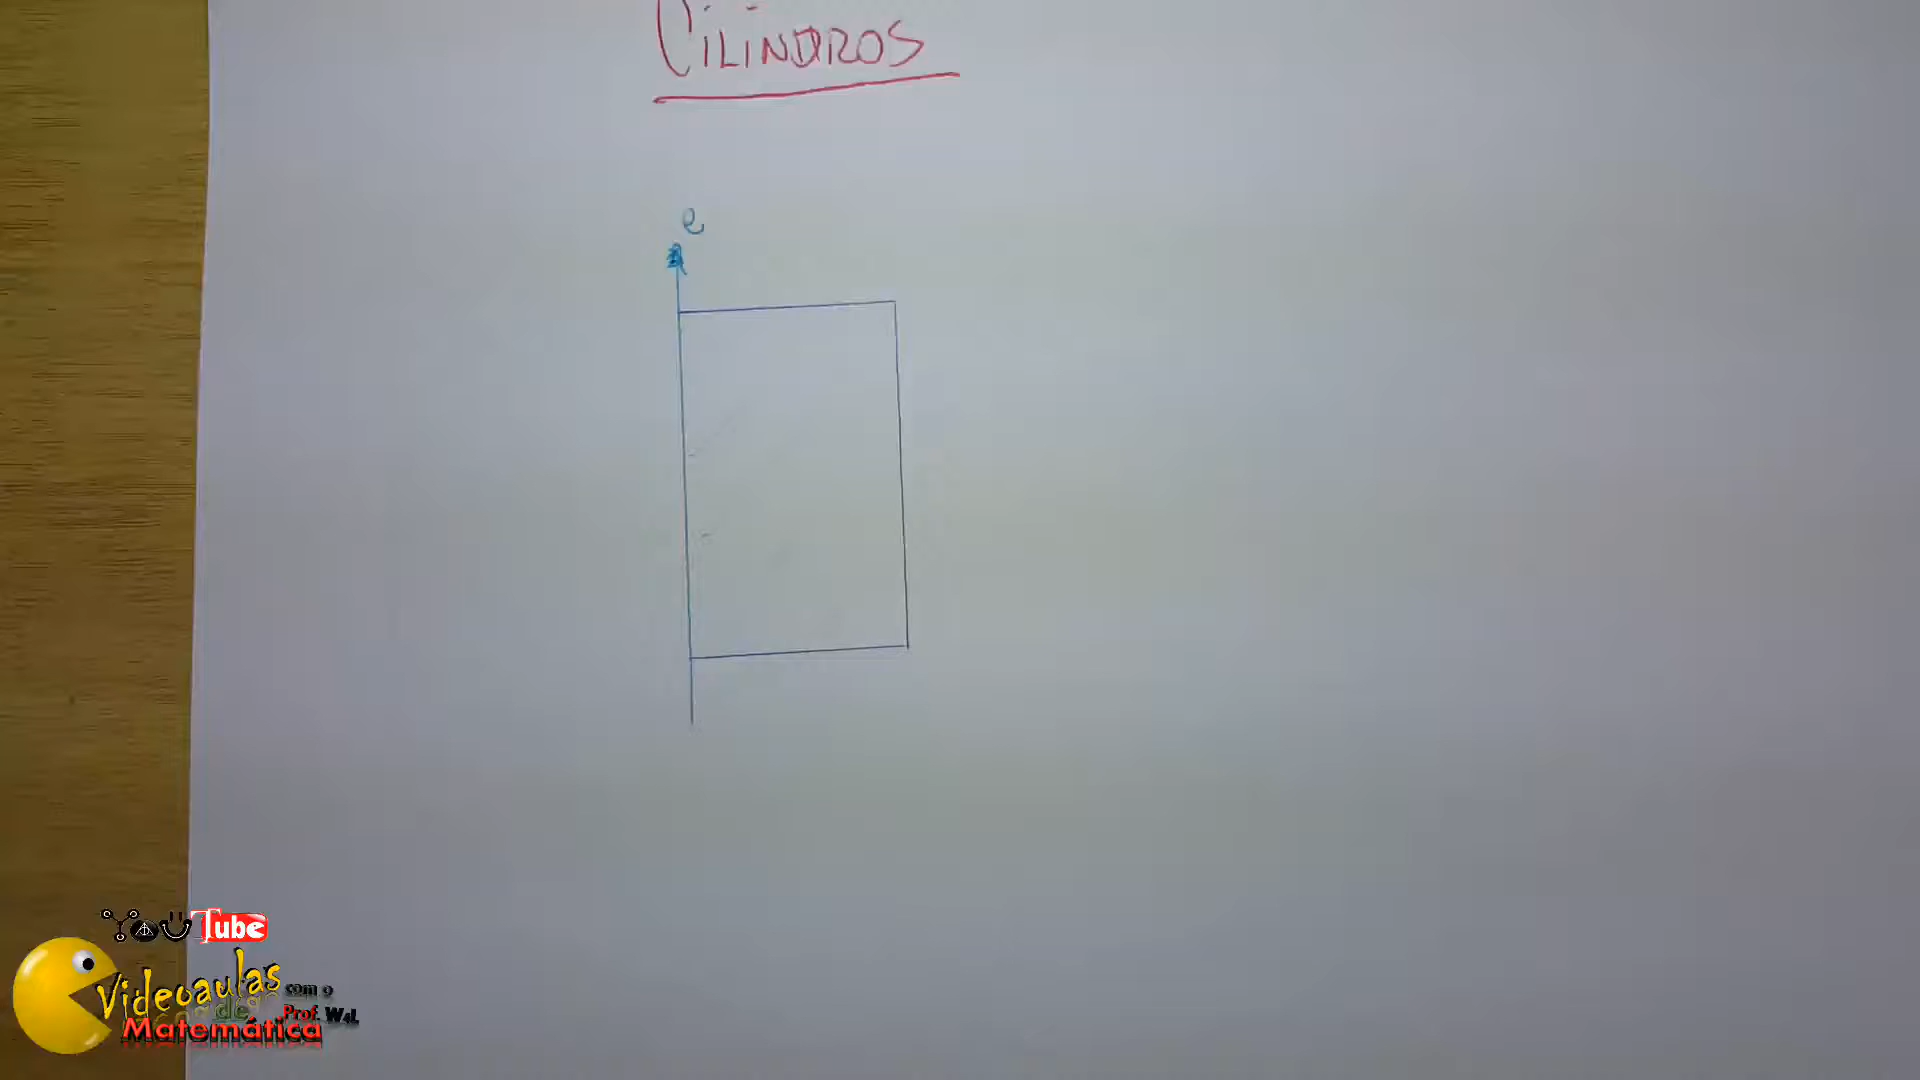 CILINDROS
e
YOUTube
Videoaulas com o
de Prof. Wal
Matemática